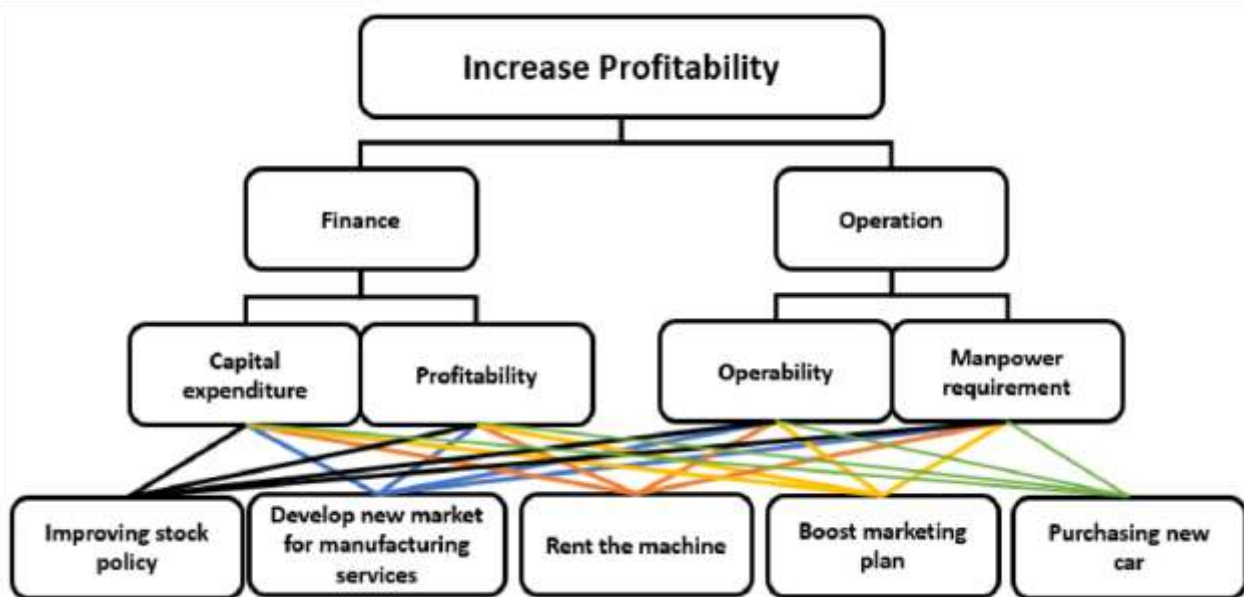 Increase Profitability
Finance
Operation
Capital
expenditure
Profitability
Operability
Manpower
requirement
Improving stock
policy
Develop new market
for manufacturing
services
Rent the machine
Boost marketing
plan
Purchasing new
car